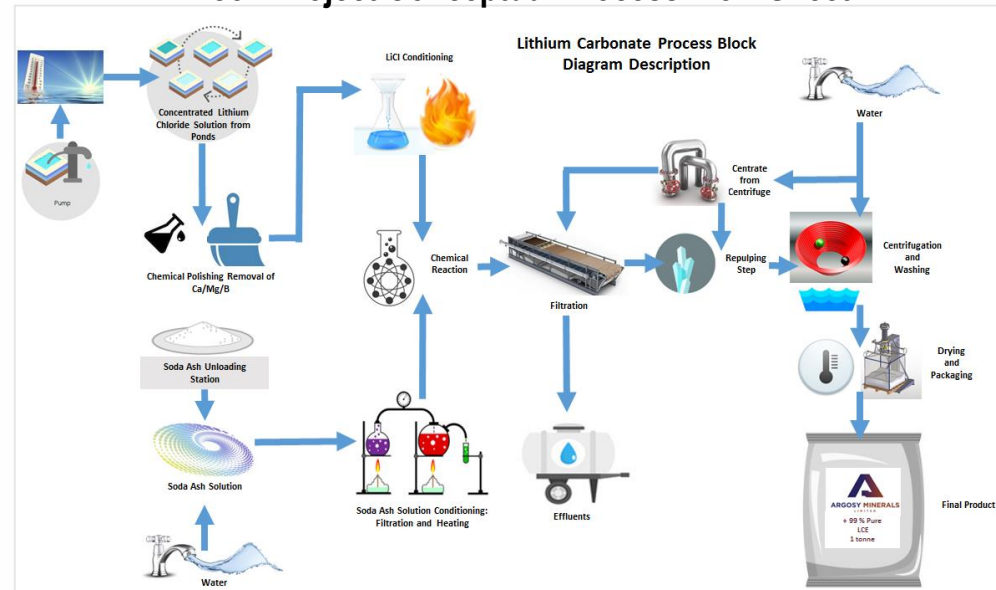 Lithium Carbonate Process Block
Diagram Description
LiCl Conditioning
Concentrated Lithium
Chloride Solution from
Ponds
Pump
Water
Centrate
from
Centrifuge
Chemical Polishing Removal of
Ca/Mg/B
Chemical
Reaction
Filtration
Repulping
Step
Centrifugation
and
Washing
Soda Ash Unloading
Station
Drying
and
Packaging
Soda Ash Solution
Soda Ash Solution Conditioning:
Filtration and Heating
Effluents
ARGOSY MINERALS
LIMITED
+ 99 % Pure
LCE
1 tonne
Final Product
Water